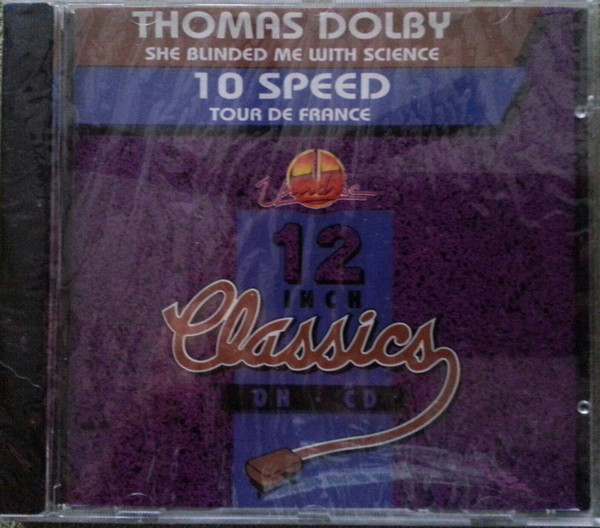 THOMAS DOLBY
SHE BLINDED ME WITH SCIENCE
10 SPEED
TOUR DE FRANCE
12
INCH
Classics
ON · CD